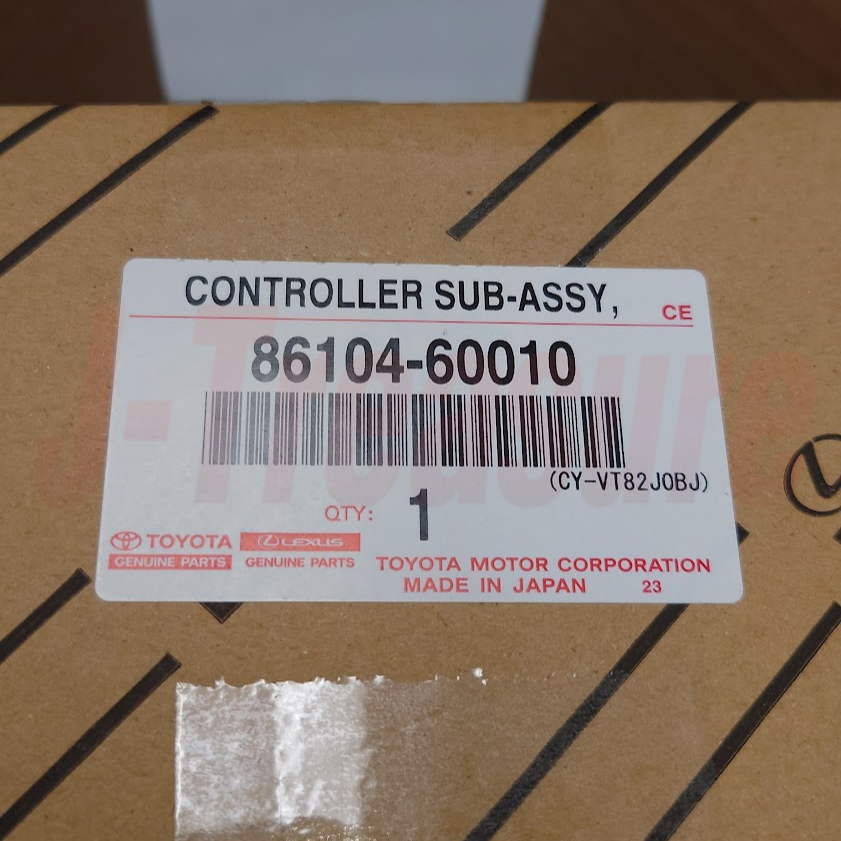 CONTROLLER SUB-ASSY,
CE
86104-60010
(CY-VT82J0BJ)
QTY: 1
TOYOTA
GENUINE PARTS
LEXUS
GENUINE PARTS
TOYOTA MOTOR CORPORATION
MADE IN JAPAN 23
J-Treasure